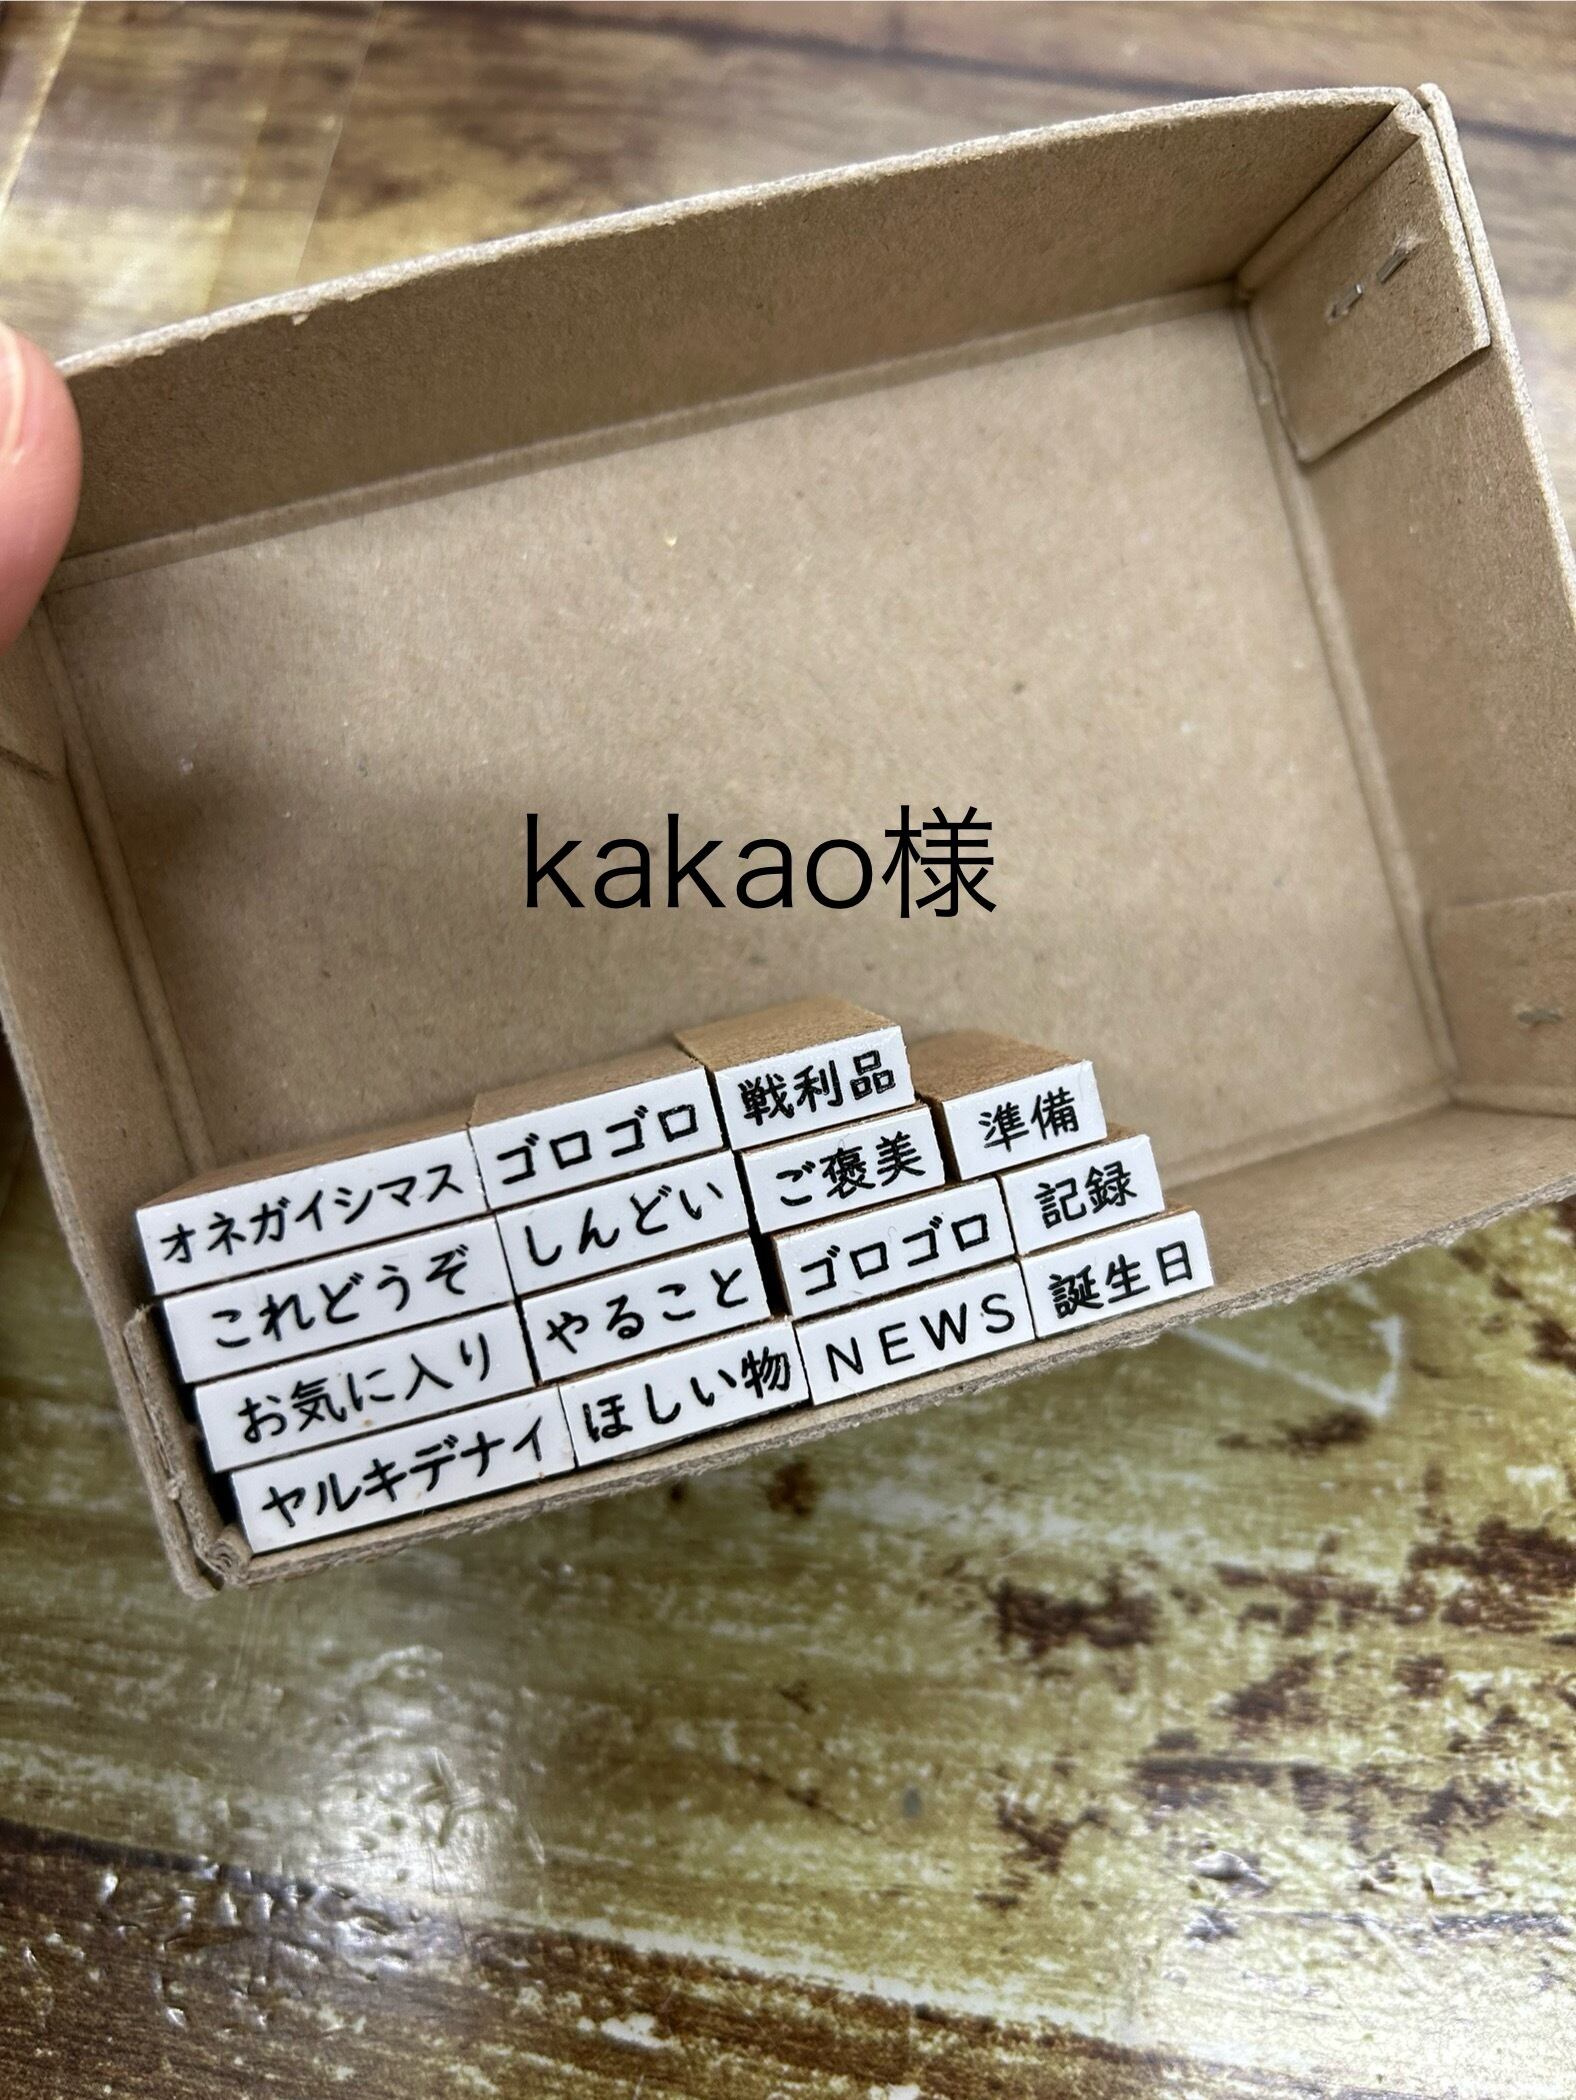 kakao様
オネガイシマス
ゴロゴロ
戦利品
準備
これどうぞ
しんどい
ご褒美
記録
お気に入り
やること
ゴロゴロ
誕生日
ヤルキデナイ
ほしい物
NEWS